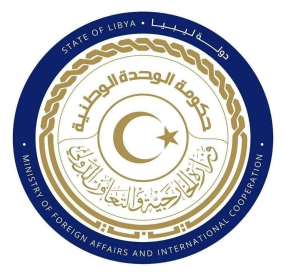 STATE OF LIBYA • دولة ليبيا
حكومة الوحدة الوطنية
وزارة الخارجية والتعاون الدولي
• MINISTRY OF FOREIGN AFFAIRS AND INTERNATIONAL COOPERATION •